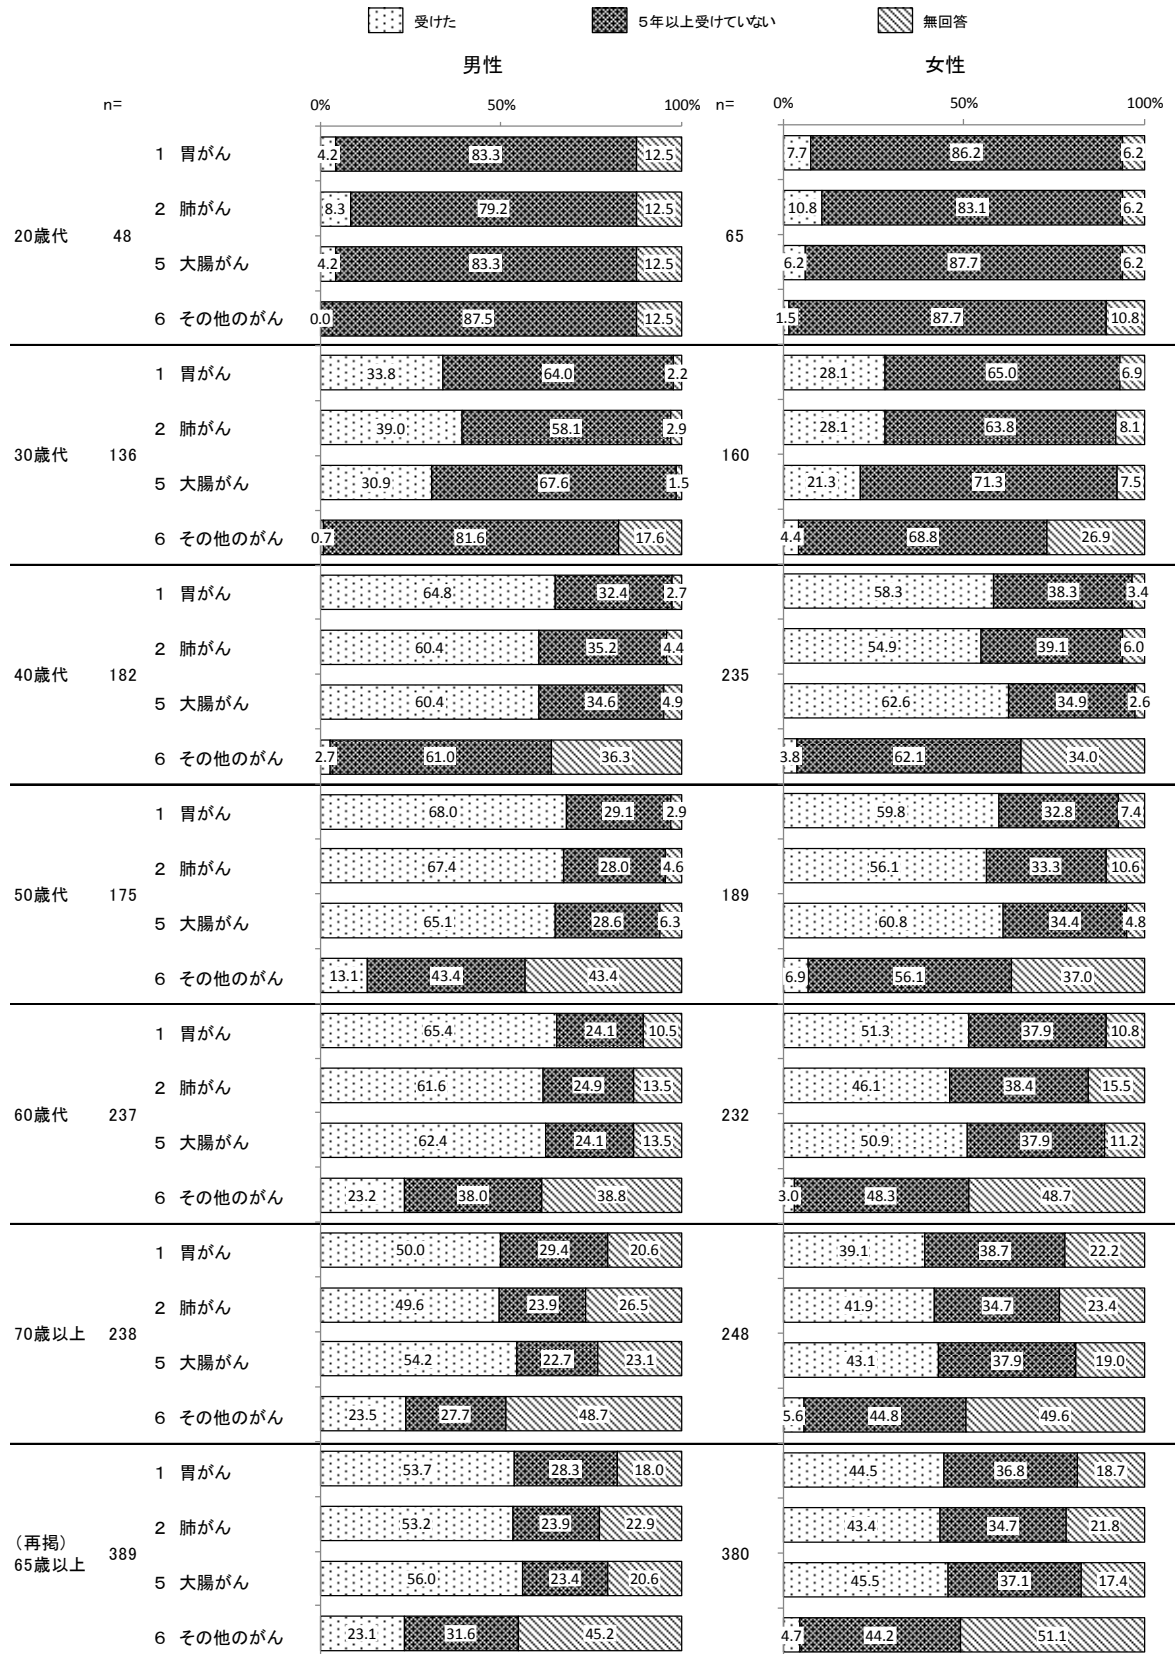 受けた ５年以上受けていない 無回答
男性 女性
n= 0% 50% 100% n= 0% 50% 100%
1 胃がん 4.2 83.3 12.5 7.7 86.2 6.2
2 肺がん 8.3 79.2 12.5 10.8 83.1 6.2
20歳代 48 65
5 大腸がん 4.2 83.3 12.5 6.2 87.7 6.2
6 その他のがん 0.0 87.5 12.5 1.5 87.7 10.8
1 胃がん 33.8 64.0 2.2 28.1 65.0 6.9
2 肺がん 39.0 58.1 2.9 28.1 63.8 8.1
30歳代 136 160
5 大腸がん 30.9 67.6 1.5 21.3 71.3 7.5
6 その他のがん 0.7 81.6 17.6 4.4 68.8 26.9
1 胃がん 64.8 32.4 2.7 58.3 38.3 3.4
2 肺がん 60.4 35.2 4.4 54.9 39.1 6.0
40歳代 182 235
5 大腸がん 60.4 34.6 4.9 62.6 34.9 2.6
6 その他のがん 2.7 61.0 36.3 3.8 62.1 34.0
1 胃がん 68.0 29.1 2.9 59.8 32.8 7.4
2 肺がん 67.4 28.0 4.6 56.1 33.3 10.6
50歳代 175 189
5 大腸がん 65.1 28.6 6.3 60.8 34.4 4.8
6 その他のがん 13.1 43.4 43.4 6.9 56.1 37.0
1 胃がん 65.4 24.1 10.5 51.3 37.9 10.8
2 肺がん 61.6 24.9 13.5 46.1 38.4 15.5
60歳代 237 232
5 大腸がん 62.4 24.1 13.5 50.9 37.9 11.2
6 その他のがん 23.2 38.0 38.8 3.0 48.3 48.7
1 胃がん 50.0 29.4 20.6 39.1 38.7 22.2
2 肺がん 49.6 23.9 26.5 41.9 34.7 23.4
70歳以上 238 248
5 大腸がん 54.2 22.7 23.1 43.1 37.9 19.0
6 その他のがん 23.5 27.7 48.7 5.6 44.8 49.6
1 胃がん 53.7 28.3 18.0 44.5 36.8 18.7
2 肺がん 53.2 23.9 22.9 43.4 34.7 21.8
（再掲）
65歳以上 389 380
5 大腸がん 56.0 23.4 20.6 45.5 37.1 17.4
6 その他のがん 23.1 31.6 45.2 4.7 44.2 51.1